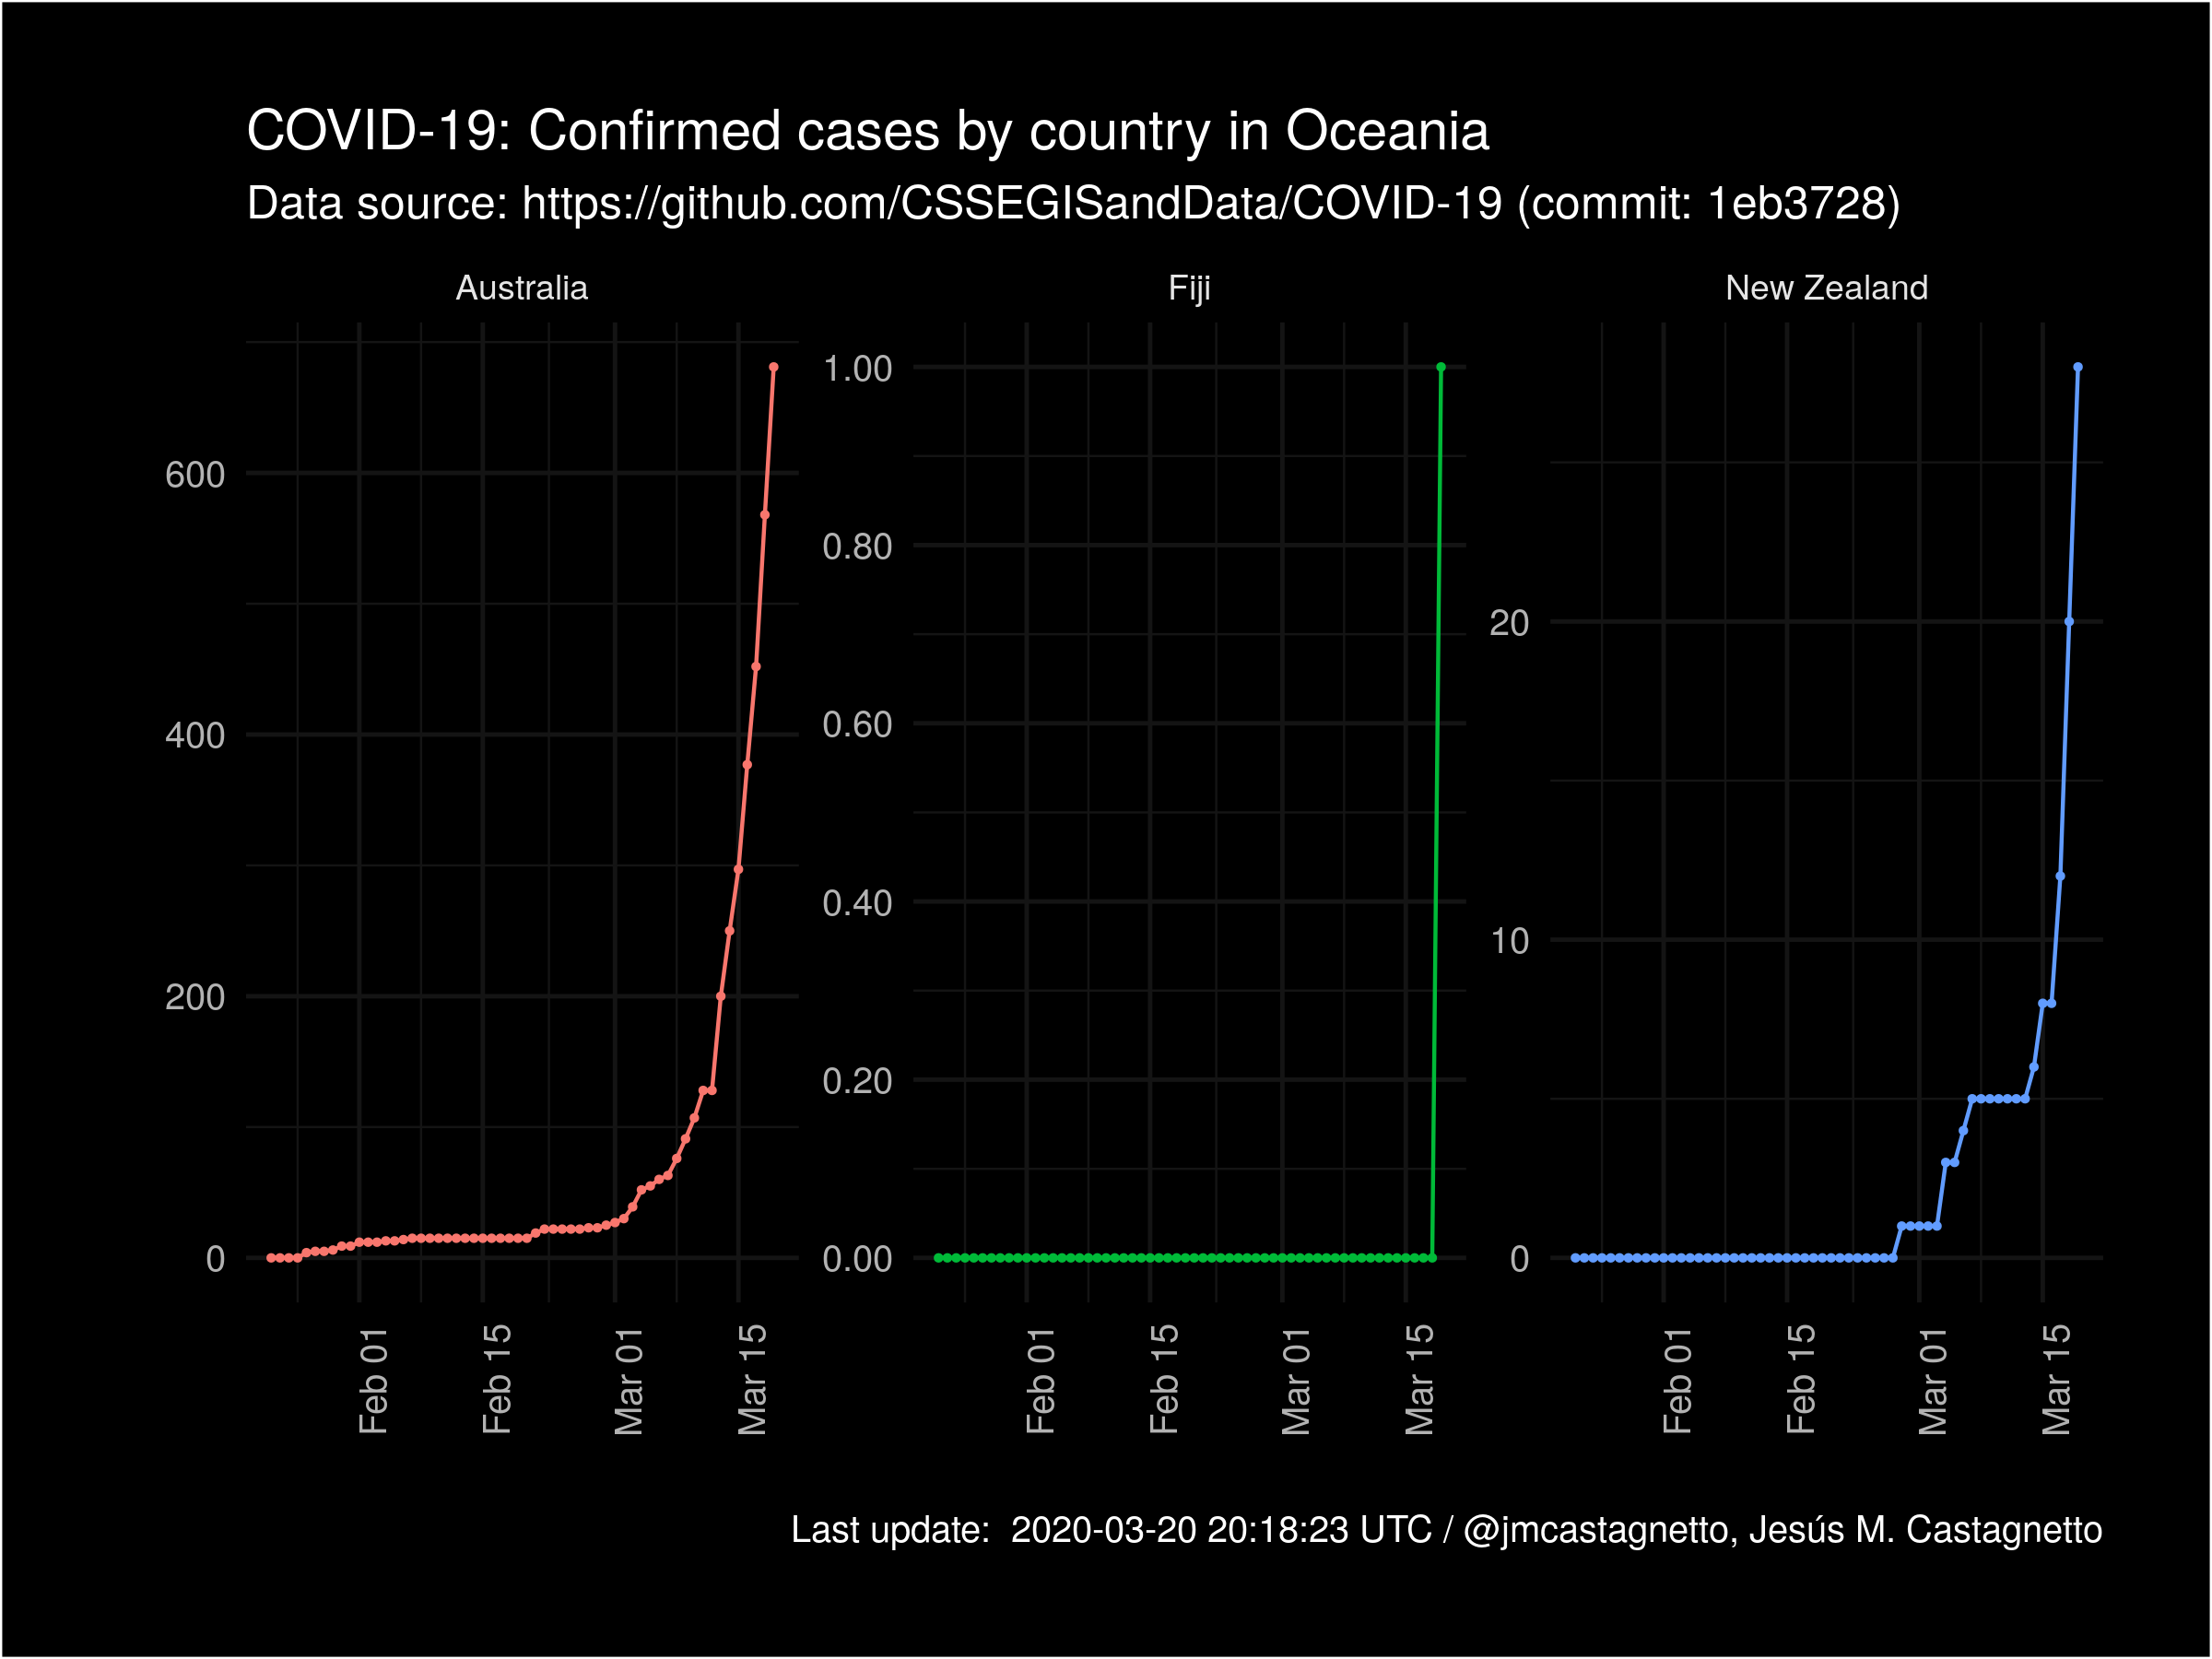 COVID-19: Confirmed cases by country in Oceania
Data source: https://github.com/CSSEGISandData/COVID-19 (commit: 1eb3728)
Australia
Fiji
New Zealand
600
400
200
0
1.00
0.80
0.60
0.40
0.20
0.00
20
10
0
Feb 01
Feb 15
Mar 01
Mar 15
Feb 01
Feb 15
Mar 01
Mar 15
Feb 01
Feb 15
Mar 01
Mar 15
Last update:  2020-03-20 20:18:23 UTC / @jmcastagnetto, Jesús M. Castagnetto